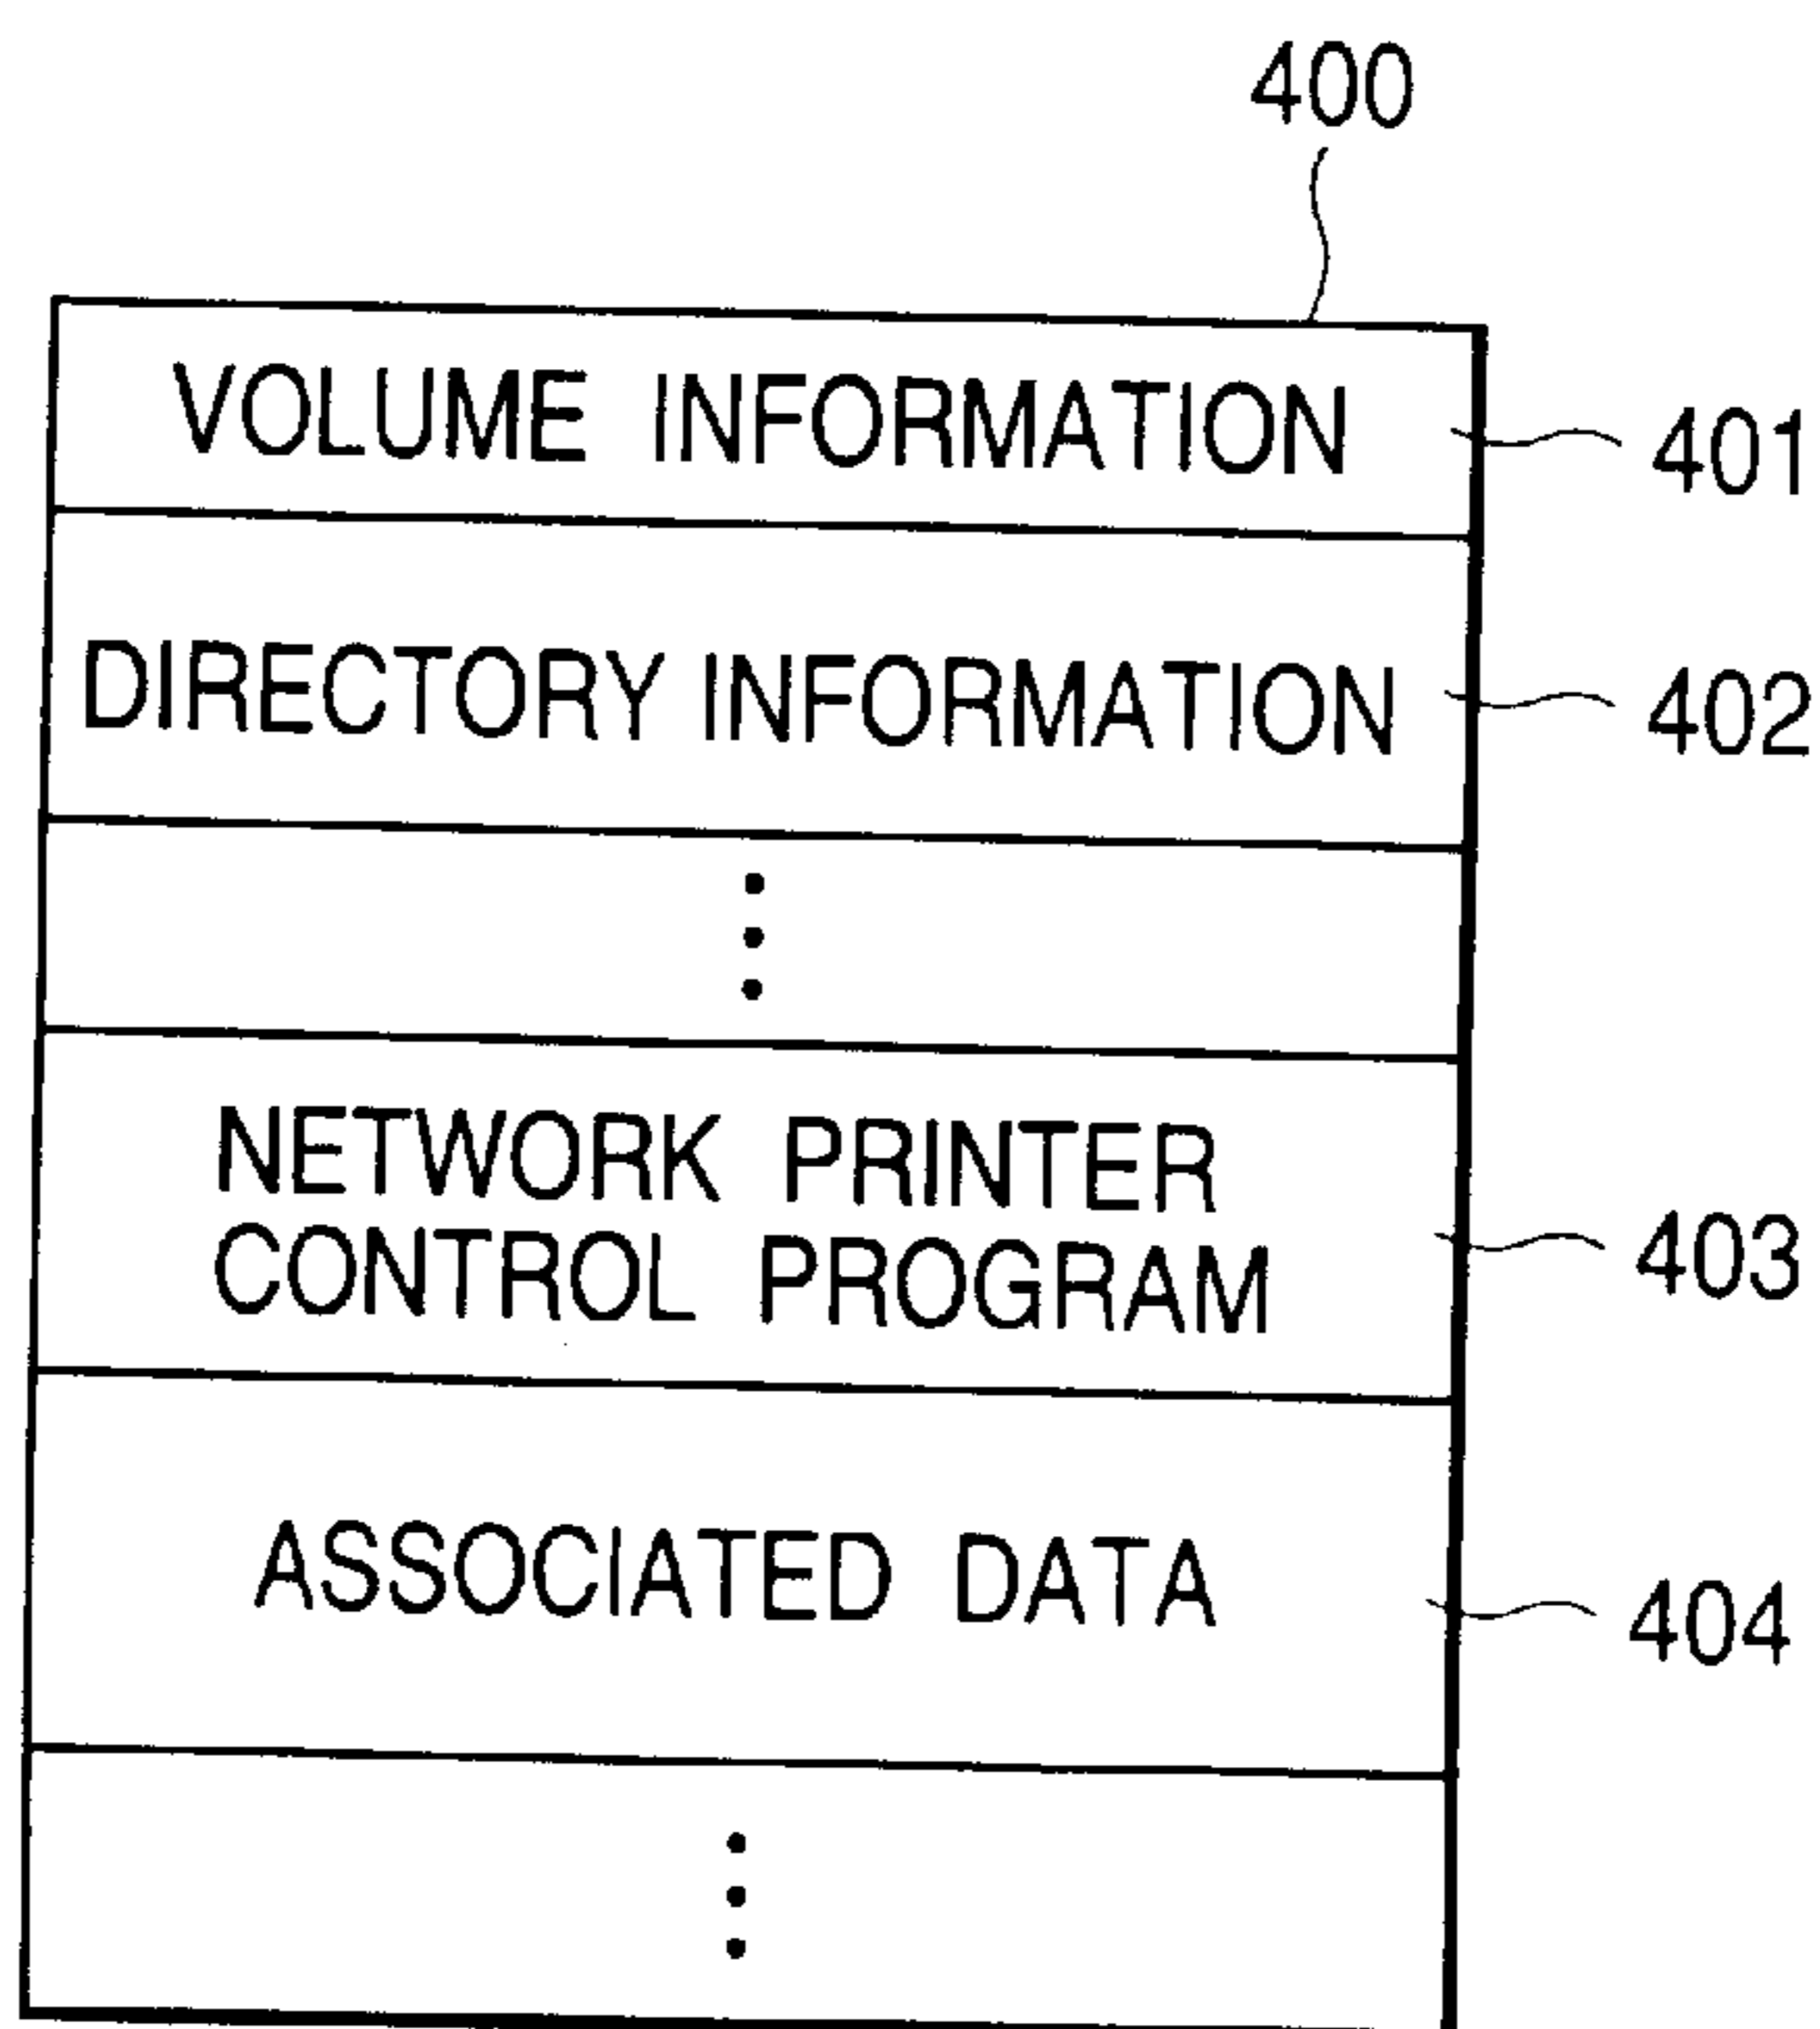 400
VOLUME INFORMATION
401
DIRECTORY INFORMATION
402
NETWORK PRINTER
CONTROL PROGRAM
403
ASSOCIATED DATA
404